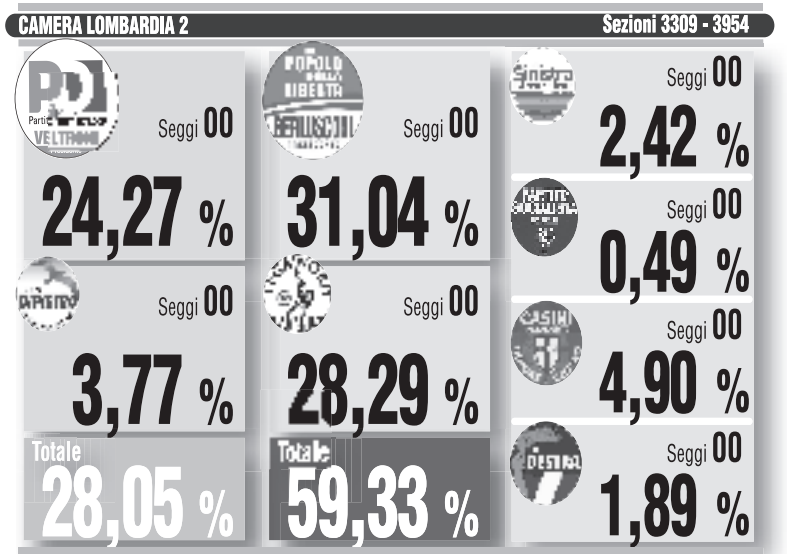 CAMERA LOMBARDIA 2
Sezioni 3309 - 3954
PD
VELTRONI
Seggi 00
24,27 %
Seggi 00
3,77 %
Totale
28,05 %
POPOLO
DELLA
LIBERTÀ
BERLUSCONI
Seggi 00
31,04 %
Seggi 00
28,29 %
Totale
59,33 %
Sinistra
Seggi 00
2,42 %
Seggi 00
0,49 %
CASINI
Seggi 00
4,90 %
DESTRA
Seggi 00
1,89 %